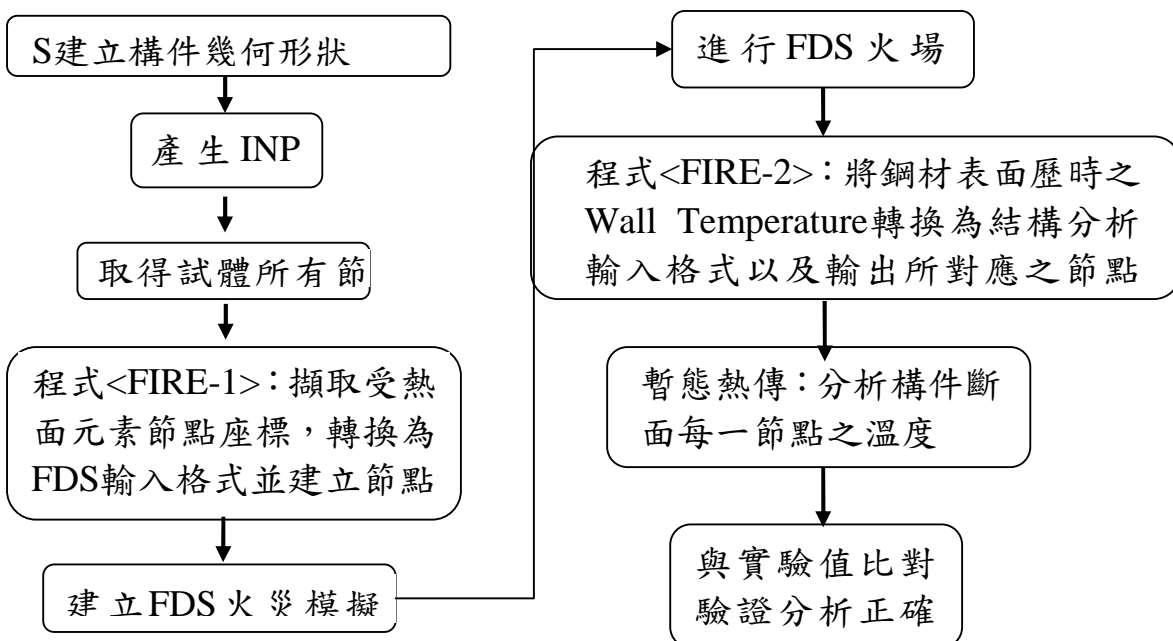 S建立構件幾何形狀
產生INP
取得試體所有節
程式<FIRE-1>：擷取受熱
面元素節點座標，轉換為
FDS輸入格式並建立節點
建立FDS火災模擬
進行FDS火場
程式<FIRE-2>：將鋼材表面歷時之
Wall Temperature轉換為結構分析
輸入格式以及輸出所對應之節點
暫態熱傳：分析構件斷
面每一節點之溫度
與實驗值比對
驗證分析正確